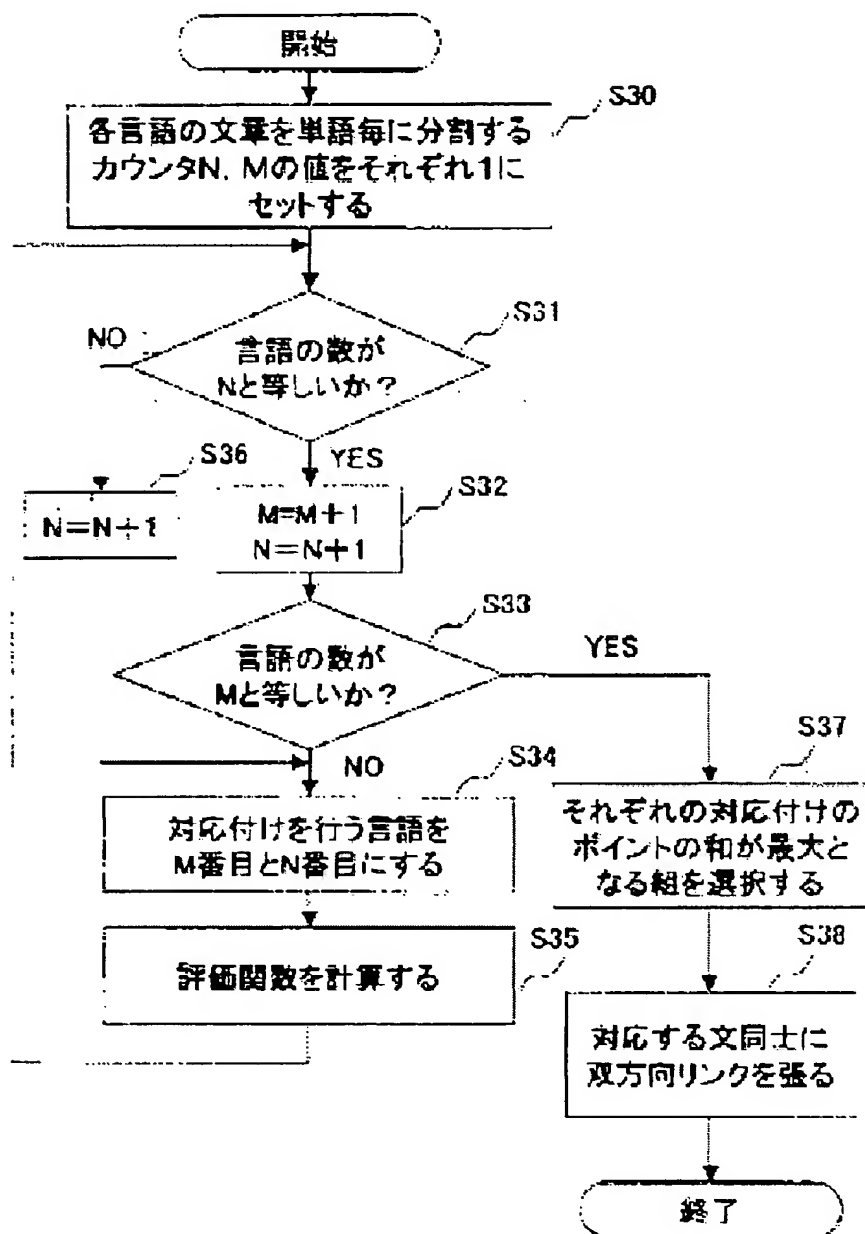 開始
S30
各言語の文章を単語毎に分割する
カウンタN, Mの値をそれぞれ1に
セットする
S31
NO
言語の数が
Nと等しいか?
YES
S36
N=N+1
S32
M=M+1
N=N+1
S33
言語の数が
Mと等しいか?
YES
NO
S34
対応付けを行う言語を
M番目とN番目にする
S35
評価関数を計算する
S37
それぞれの対応付けの
ポイントの和が最大と
なる組を選択する
S38
対応する文同士に
双方向リンクを張る
終了